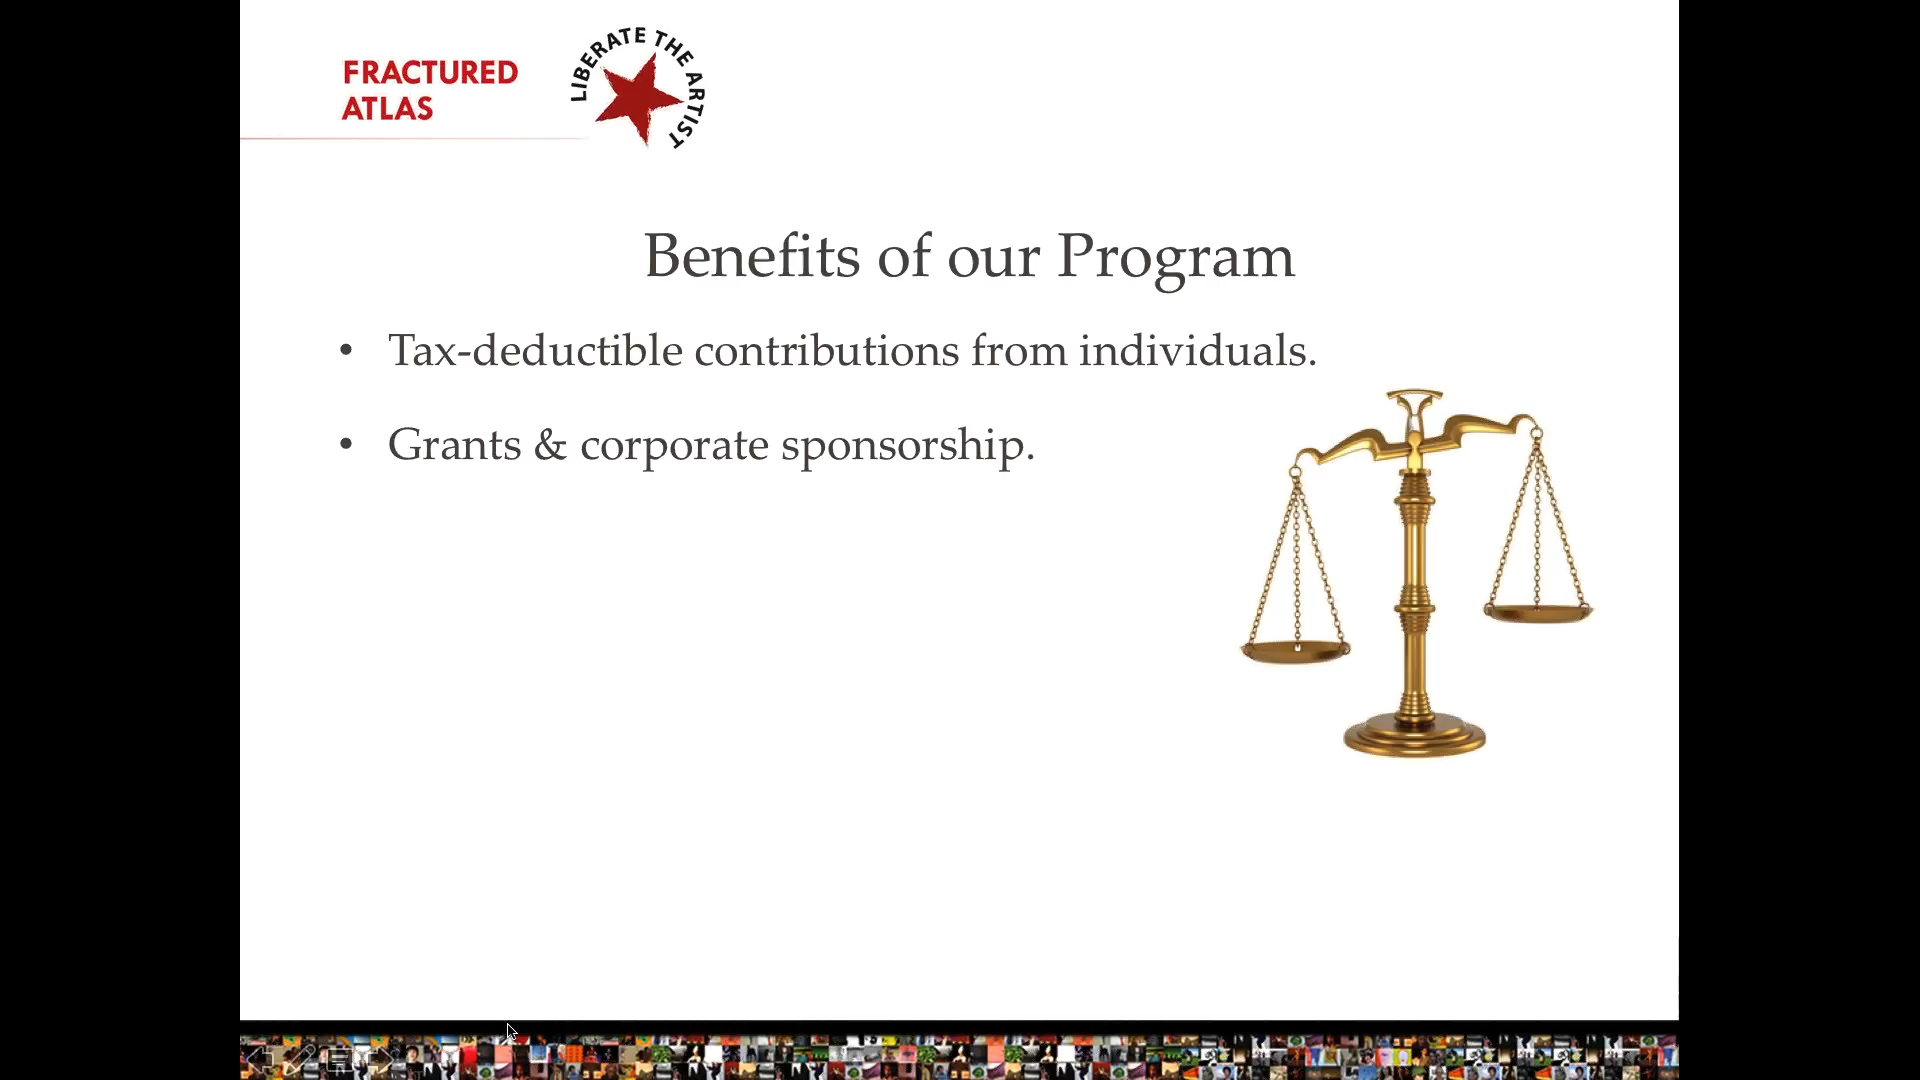 FRACTURED
ATLAS
LIBERATE THE ARTIST
Benefits of our Program
• Tax-deductible contributions from individuals.
• Grants & corporate sponsorship.